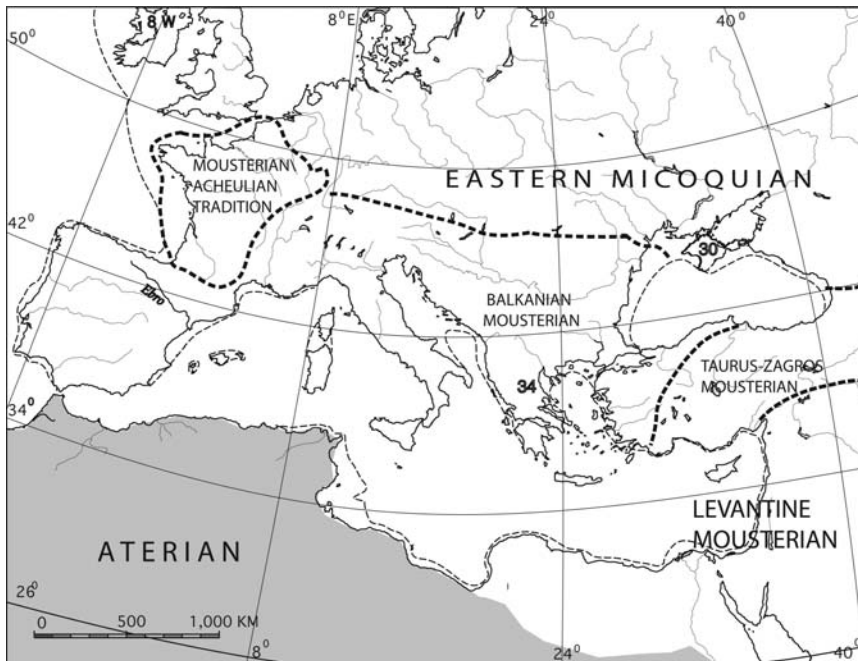 8 W
8°E
24°
40°
50°
MOUSTERIAN
ACHEULIAN
TRADITION
EASTERN MICOQUIAN
42°
30
Ebro
BALKANIAN
MOUSTERIAN
TAURUS-ZAGROS
MOUSTERIAN
34
34°
LEVANTINE
MOUSTERIAN
ATERIAN
26°
0 500 1,000 KM
8°
24°
40°